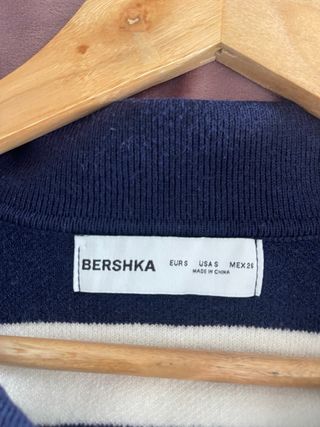 BERSHKA EUR S USA S MEX 26
MADE IN CHINA